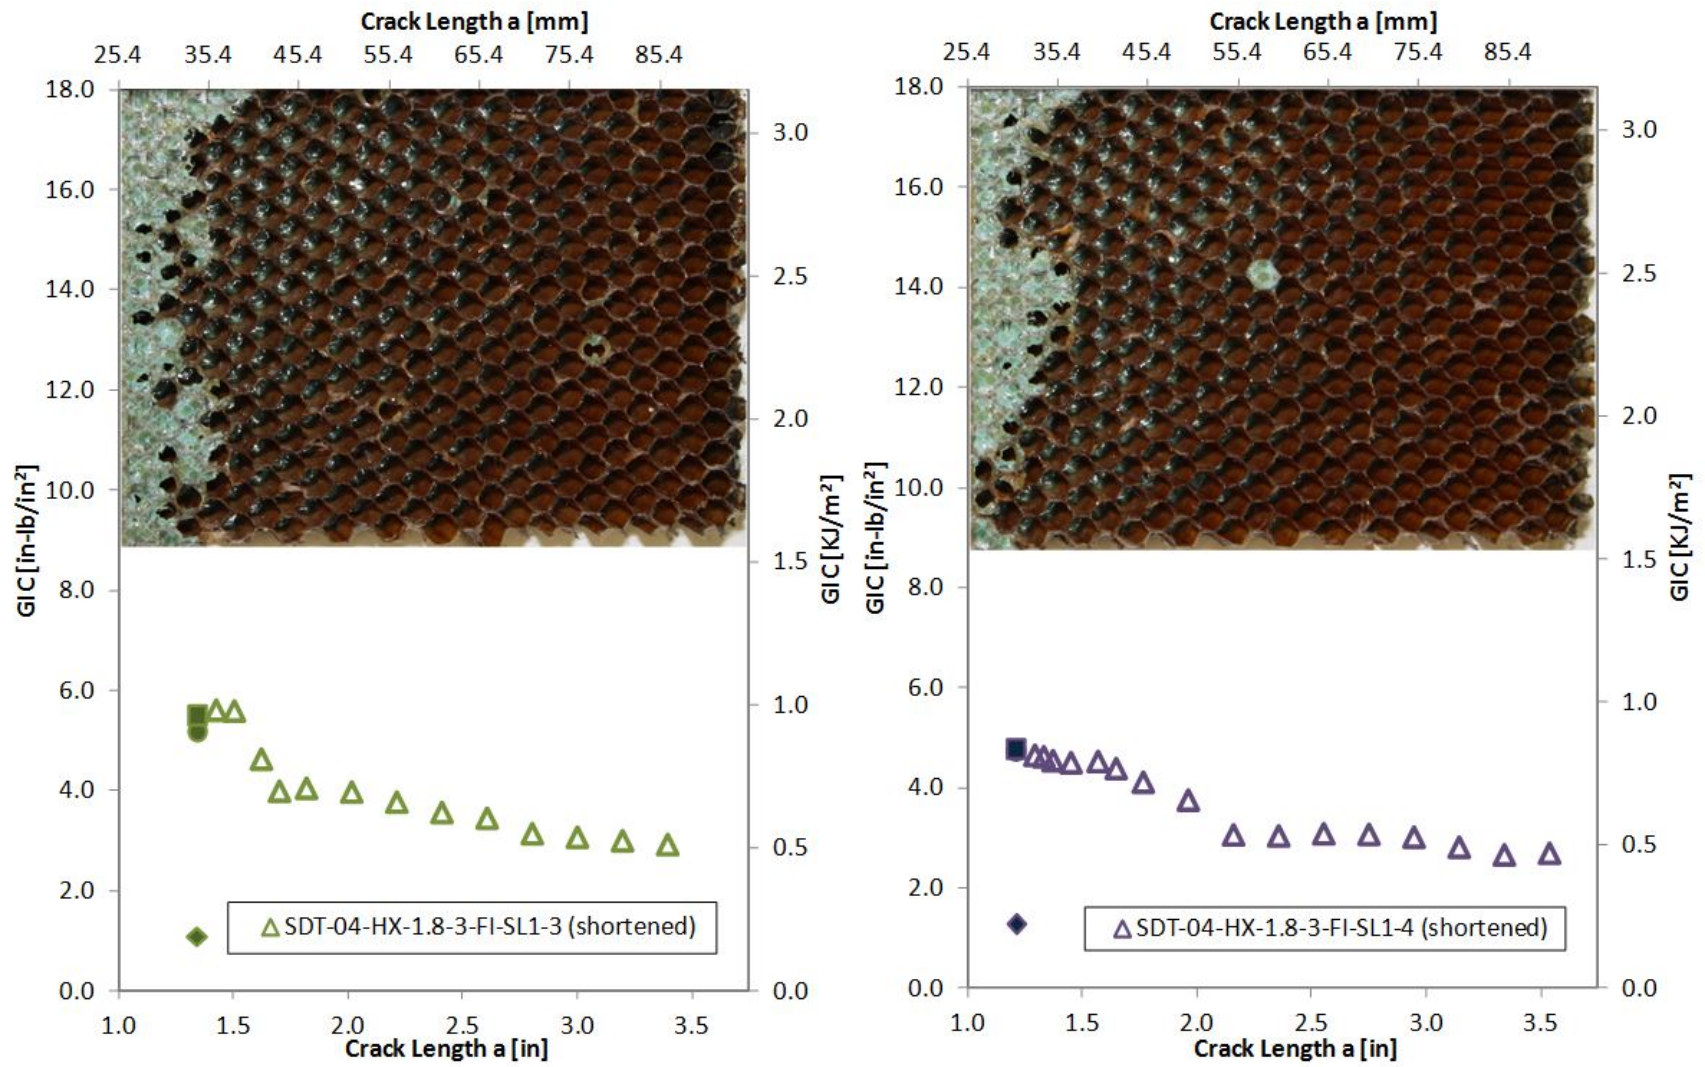 Crack Length a [mm]
25.4 35.4 45.4 55.4 65.4 75.4 85.4
18.0
16.0
14.0
12.0
10.0
8.0
6.0
4.0
2.0
0.0
GIC [in-lb/in²]
3.0
2.5
2.0
1.5
1.0
0.5
0.0
GIC [KJ/m²]
SDT-04-HX-1.8-3-FI-SL1-3 (shortened)
1.0 1.5 2.0 2.5 3.0 3.5
Crack Length a [in]
Crack Length a [mm]
25.4 35.4 45.4 55.4 65.4 75.4 85.4
18.0
16.0
14.0
12.0
10.0
8.0
6.0
4.0
2.0
0.0
GIC [in-lb/in²]
3.0
2.5
2.0
1.5
1.0
0.5
0.0
GIC [KJ/m²]
SDT-04-HX-1.8-3-FI-SL1-4 (shortened)
1.0 1.5 2.0 2.5 3.0 3.5
Crack Length a [in]